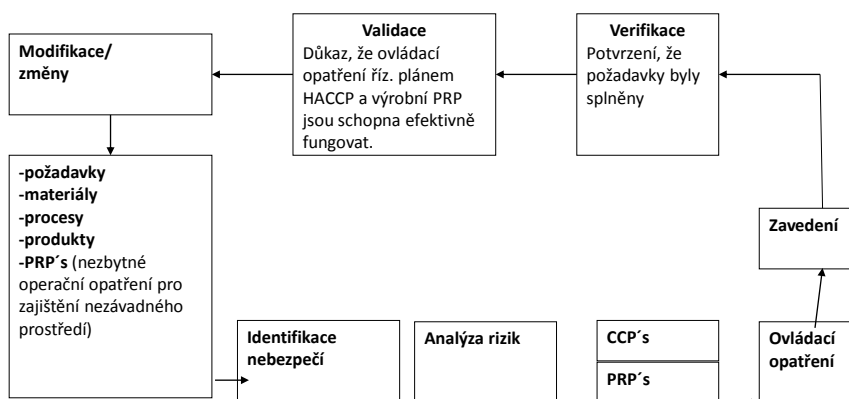 Modifikace/
změny
Validace
Důkaz, že ovládací
opatření říz. plánem
HACCP a výrobní PRP
jsou schopna efektivně
fungovat.
Verifikace
Potvrzení, že
požadavky byly
splněny
-požadavky
-materiály
-procesy
-produkty
-PRP´s (nezbytné
operační opatření pro
zajištění nezávadného
prostředí)
Zavedení
Identifikace
nebezpečí
Analýza rizik
CCP´s
PRP´s
Ovládací
opatření